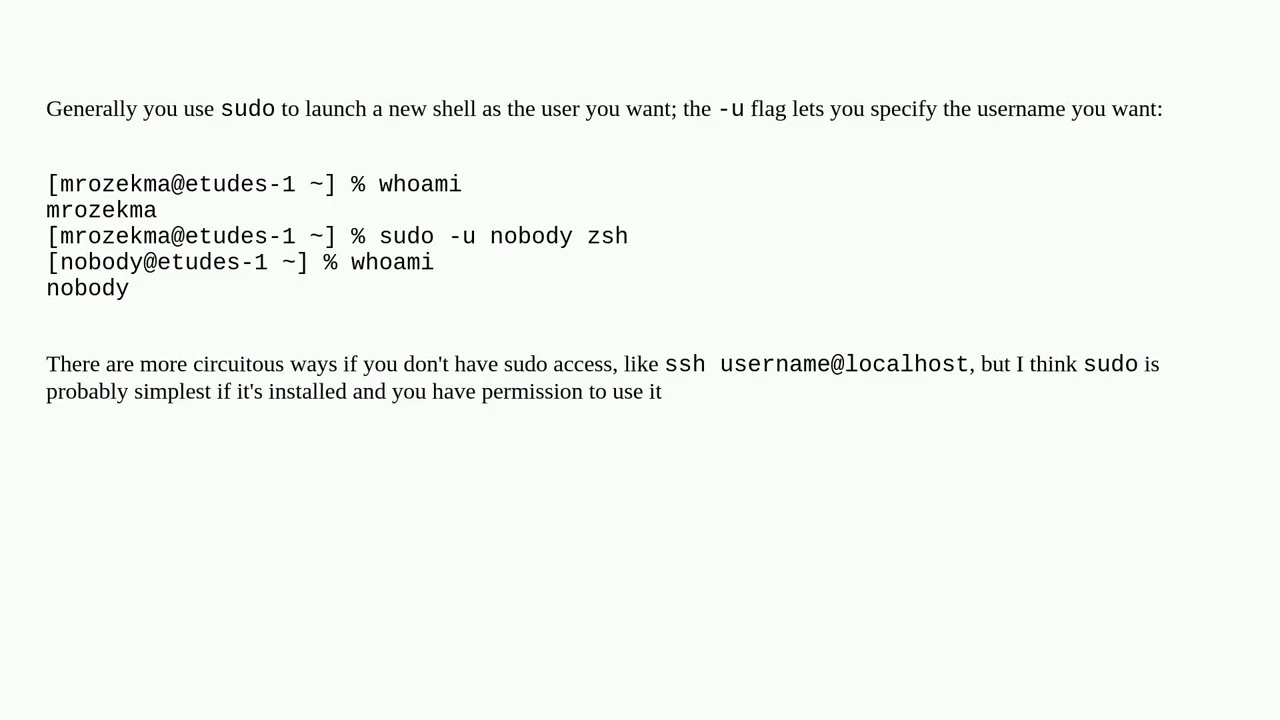 Generally you use sudo to launch a new shell as the user you want; the -u flag lets you specify the username you want:
[mrozekma@etudes-1 ~] % whoami
mrozekma
[mrozekma@etudes-1 ~] % sudo -u nobody zsh
[nobody@etudes-1 ~] % whoami
nobody
There are more circuitous ways if you don't have sudo access, like ssh username@localhost, but I think sudo is
probably simplest if it's installed and you have permission to use it